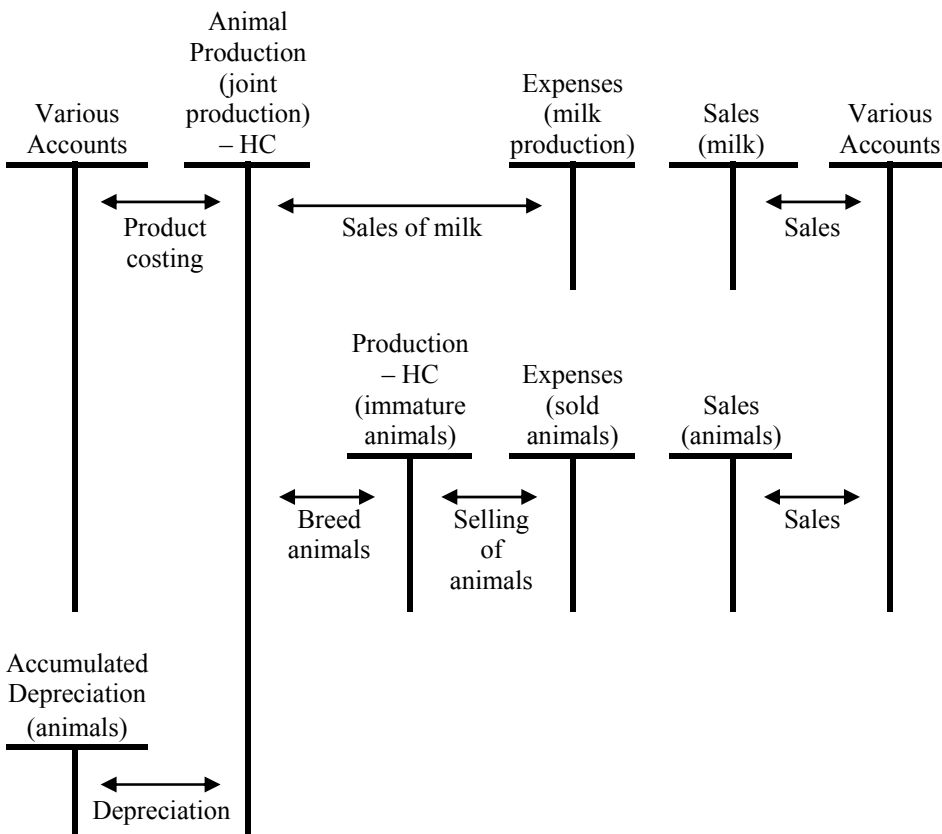 Various
Accounts
Animal
Production
(joint
production)
– HC
Expenses
(milk
production)
Sales
(milk)
Various
Accounts
Product
costing
Sales of milk
Sales
Production
– HC
(immature
animals)
Expenses
(sold
animals)
Sales
(animals)
Breed
animals
Selling
of
animals
Sales
Accumulated
Depreciation
(animals)
Depreciation